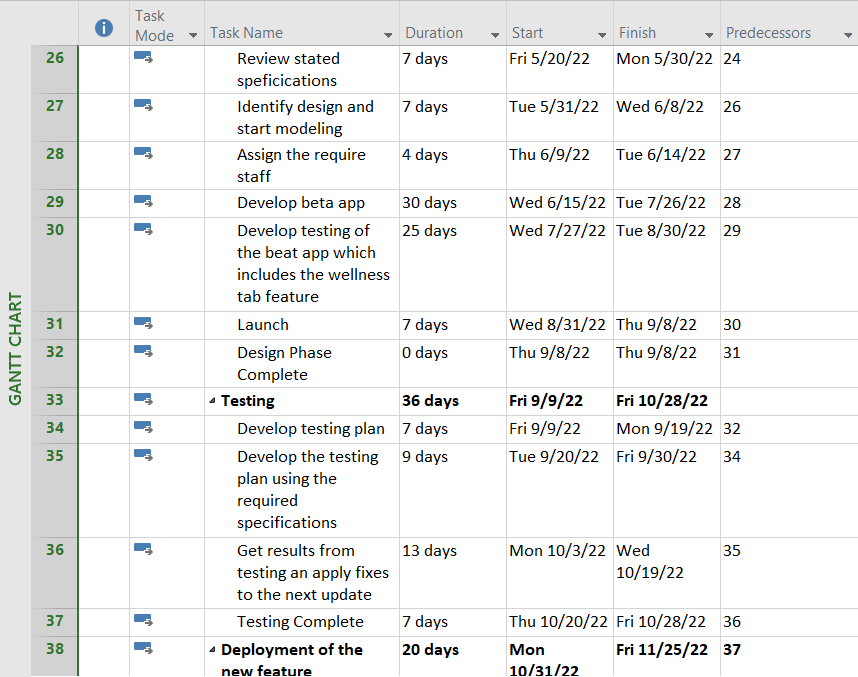 Task
Mode
Task Name
Duration
Start
Finish
Predecessors
GANTT CHART
26 Review stated 7 days Fri 5/20/22 Mon 5/30/22 24
speficications
27 Identify design and 7 days Tue 5/31/22 Wed 6/8/22 26
start modeling
28 Assign the require 4 days Thu 6/9/22 Tue 6/14/22 27
staff
29 Develop beta app 30 days Wed 6/15/22 Tue 7/26/22 28
30 Develop testing of 25 days Wed 7/27/22 Tue 8/30/22 29
the beat app which
includes the wellness
tab feature
31 Launch 7 days Wed 8/31/22 Thu 9/8/22 30
32 Design Phase 0 days Thu 9/8/22 Thu 9/8/22 31
Complete
33 Testing 36 days Fri 9/9/22 Fri 10/28/22
34 Develop testing plan 7 days Fri 9/9/22 Mon 9/19/22 32
35 Develop the testing 9 days Tue 9/20/22 Fri 9/30/22 34
plan using the
required
specifications
36 Get results from 13 days Mon 10/3/22 Wed 35
testing an apply fixes 10/19/22
to the next update
37 Testing Complete 7 days Thu 10/20/22 Fri 10/28/22 36
38 Deployment of the 20 days Mon Fri 11/25/22 37
new feature 10/31/22